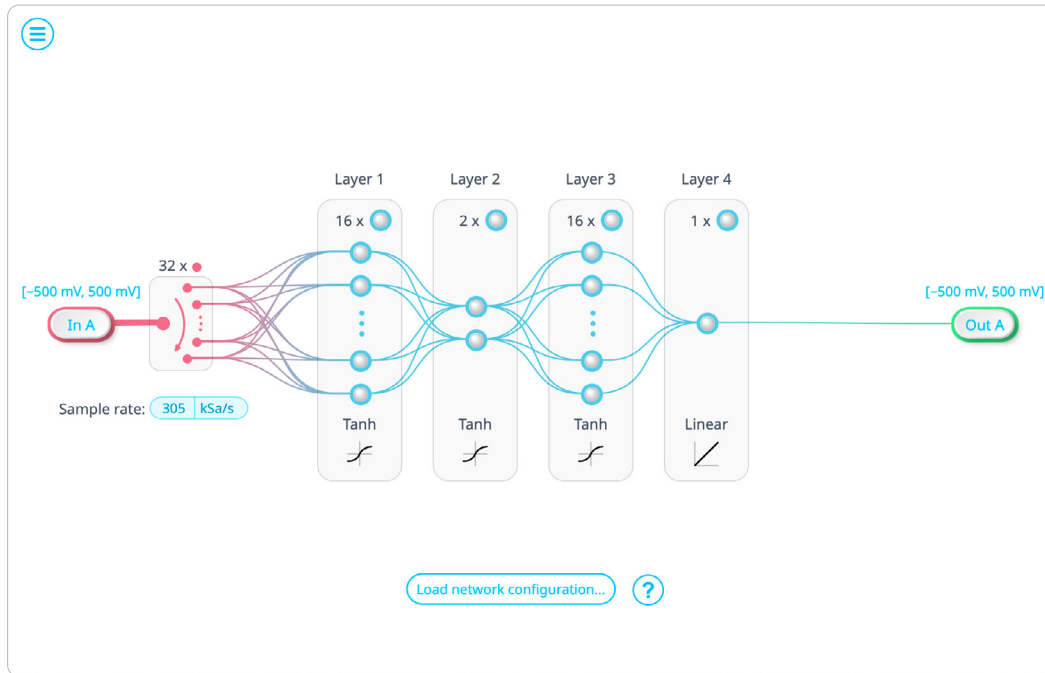 Layer 1
Layer 2
Layer 3
Layer 4
16 x
2 x
16 x
1 x
32 x
[−500 mV, 500 mV]
[−500 mV, 500 mV]
In A
Out A
Sample rate: 305 kSa/s
Tanh
Tanh
Tanh
Linear
Load network configuration...
?